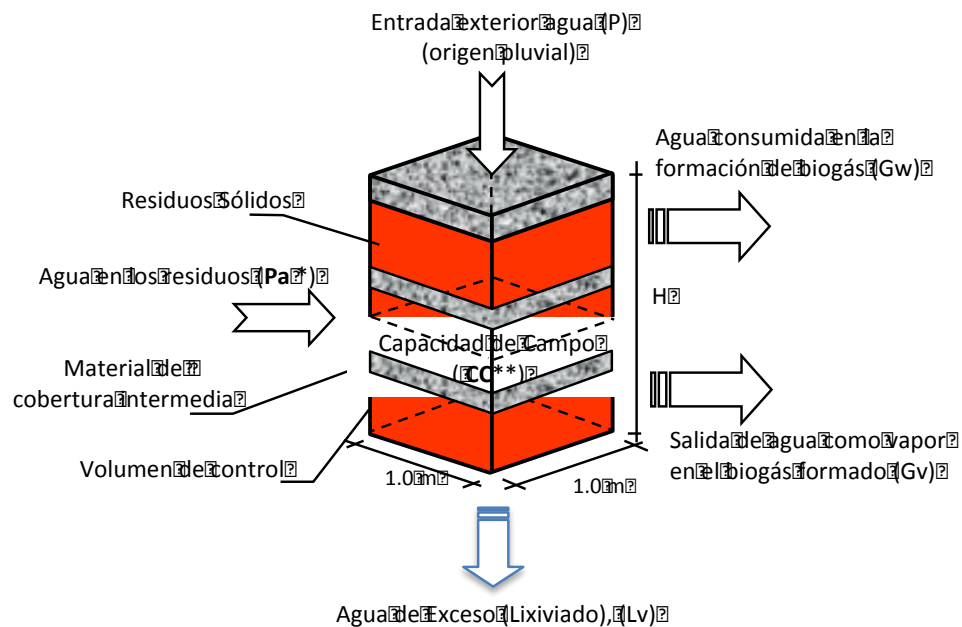 Entrada exterior agua (P)
(origen pluvial)
Agua consumida en la
formación de biogás (Gw)
Residuos Sólidos
Agua en los residuos (Pa *)
H
Capacidad de Campo
( CC**)
Material de
cobertura intermedia
Salida de agua como vapor
en el biogás formado (Gv)
Volumen de control
1.0 m
1.0 m
Agua de Exceso (Lixiviado), (Lv)